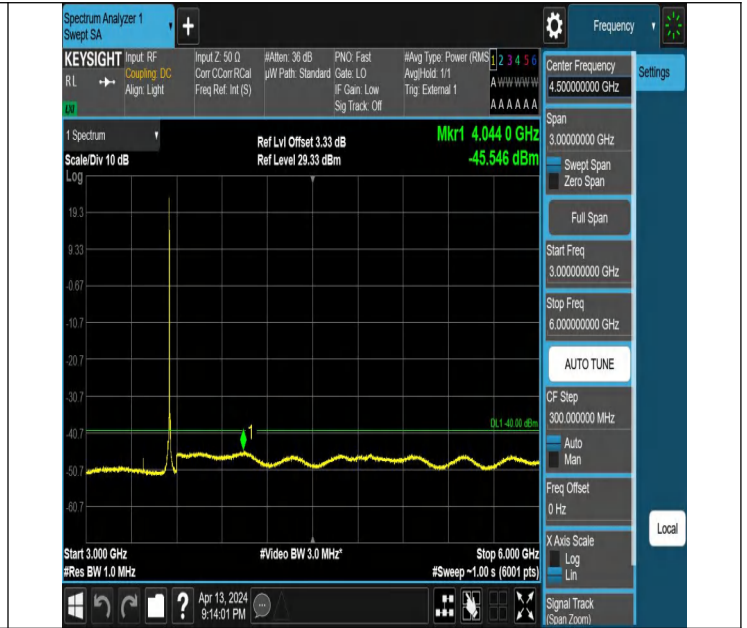 Spectrum Analyzer 1
Swept SA
+
Frequency
KEYSIGHT
RL
Input: RF
Coupling: DC
Align: Light
Input Z: 50 Ω
Corr CCorr RCal
Freq Ref: Int (S)
#Atten: 36 dB
µW Path: Standard
PNO: Fast
Gate: LO
IF Gain: Low
Sig Track: Off
#Avg Type: Power (RMS
Avg|Hold: 1/1
Trig: External 1
1 2 3 4 5 6
A W W W W W
A A A A A A
1 Spectrum
Scale/Div 10 dB
Log
Ref Lvl Offset 3.33 dB
Ref Level 29.33 dBm
Mkr1 4.044 0 GHz
-45.546 dBm
19.3
9.33
-0.67
-10.7
-20.7
-30.7
-40.7
-50.7
-60.7
1
DL1 -40.00 dBm
Start 3.000 GHz
#Res BW 1.0 MHz
#Video BW 3.0 MHz*
Stop 6.000 GHz
#Sweep ~1.00 s (6001 pts)
?
Apr 13, 2024
9:14:01 PM
Center Frequency
4.500000000 GHz
Span
3.00000000 GHz
Swept Span
Zero Span
Full Span
Start Freq
3.000000000 GHz
Stop Freq
6.000000000 GHz
AUTO TUNE
CF Step
300.000000 MHz
Auto
Man
Freq Offset
0 Hz
X Axis Scale
Log
Lin
Signal Track
(Span Zoom)
Settings
Local